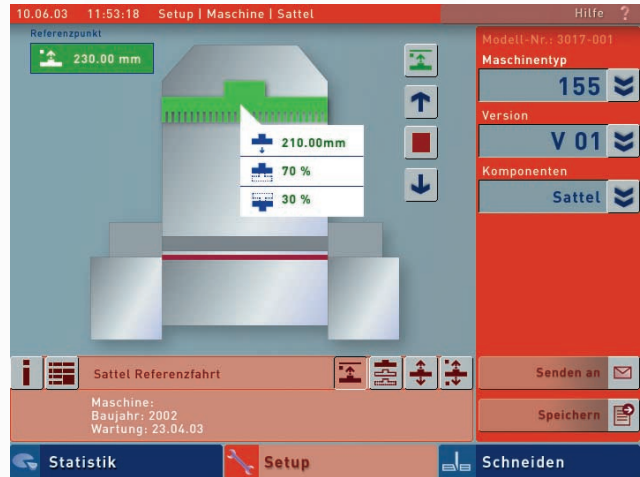 10.06.03 11:53:18 Setup | Maschine | Sattel
Hilfe ?
Referenzpunkt
230.00 mm
210.00mm
70 %
30 %
Modell-Nr.: 3017-001
Maschinentyp
155
Version
V 01
Komponenten
Sattel
Sattel Referenzfahrt
Maschine:
Baujahr: 2002
Wartung: 23.04.03
Senden an
Speichern
Statistik
Setup
Schneiden